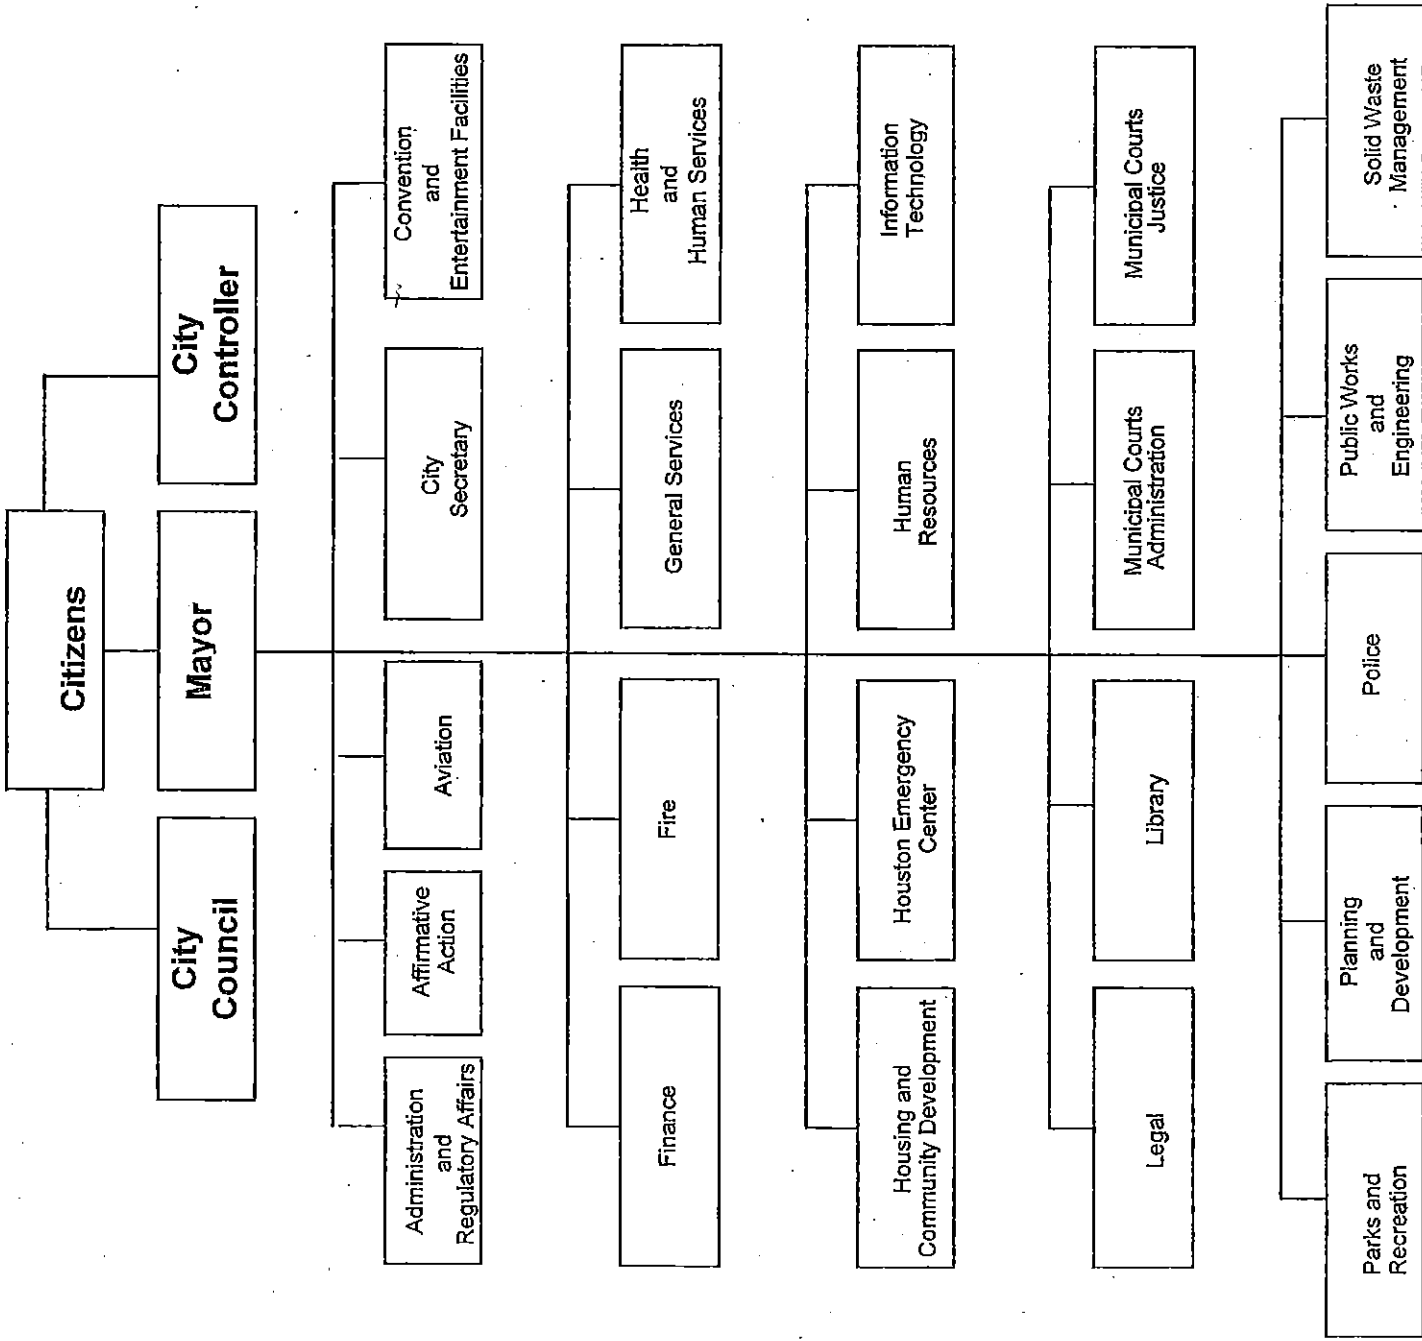 Citizens
City
Council
Mayor
City
Controller
Administration
and
Regulatory Affairs
Affirmative
Action
Aviation
City
Secretary
Convention
and
Entertainment Facilities
Finance
Fire
General Services
Health
and
Human Services
Housing and
Community Development
Houston Emergency
Center
Human
Resources
Information
Technology
Legal
Library
Municipal Courts
Administration
Municipal Courts
Justice
Parks and
Recreation
Planning
and
Development
Police
Public Works
and
Engineering
Solid Waste
Management